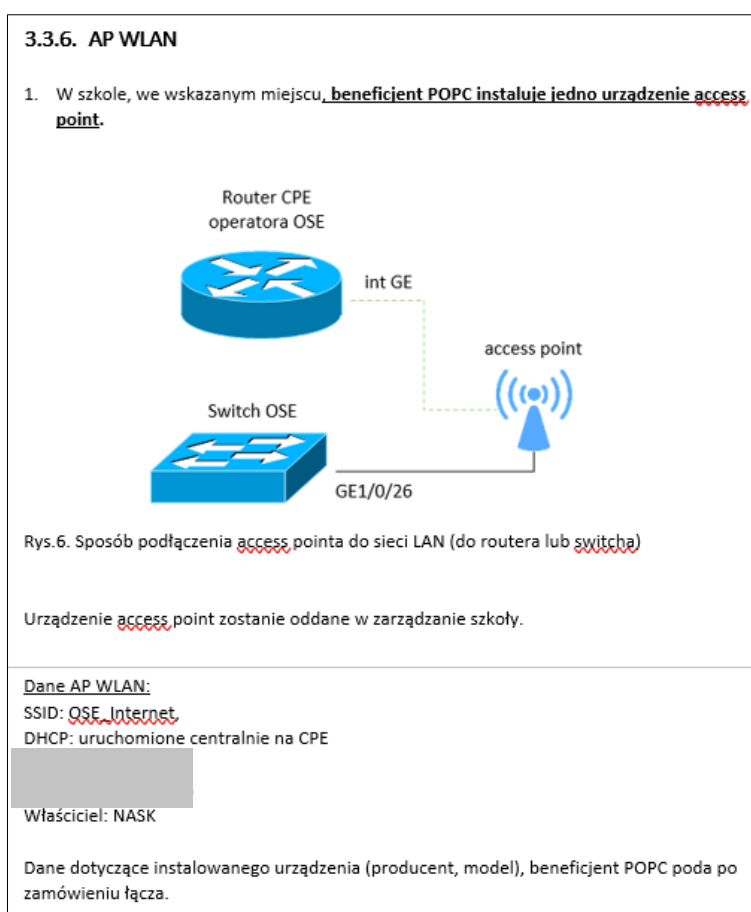 3.3.6. AP WLAN
1. W szkole, we wskazanym miejscu, beneficjent POPC instaluje jedno urządzenie access
point.
Router CPE
operatora OSE
int GE
access point
Switch OSE
GE1/0/26
Rys.6. Sposób podłączenia access pointa do sieci LAN (do routera lub switcha)
Urządzenie access point zostanie oddane w zarządzanie szkoły.
Dane AP WLAN:
SSID: OSE_Internet,
DHCP: uruchomione centralnie na CPE
Właściciel: NASK
Dane dotyczące instalowanego urządzenia (producent, model), beneficjent POPC poda po
zamówieniu łącza.